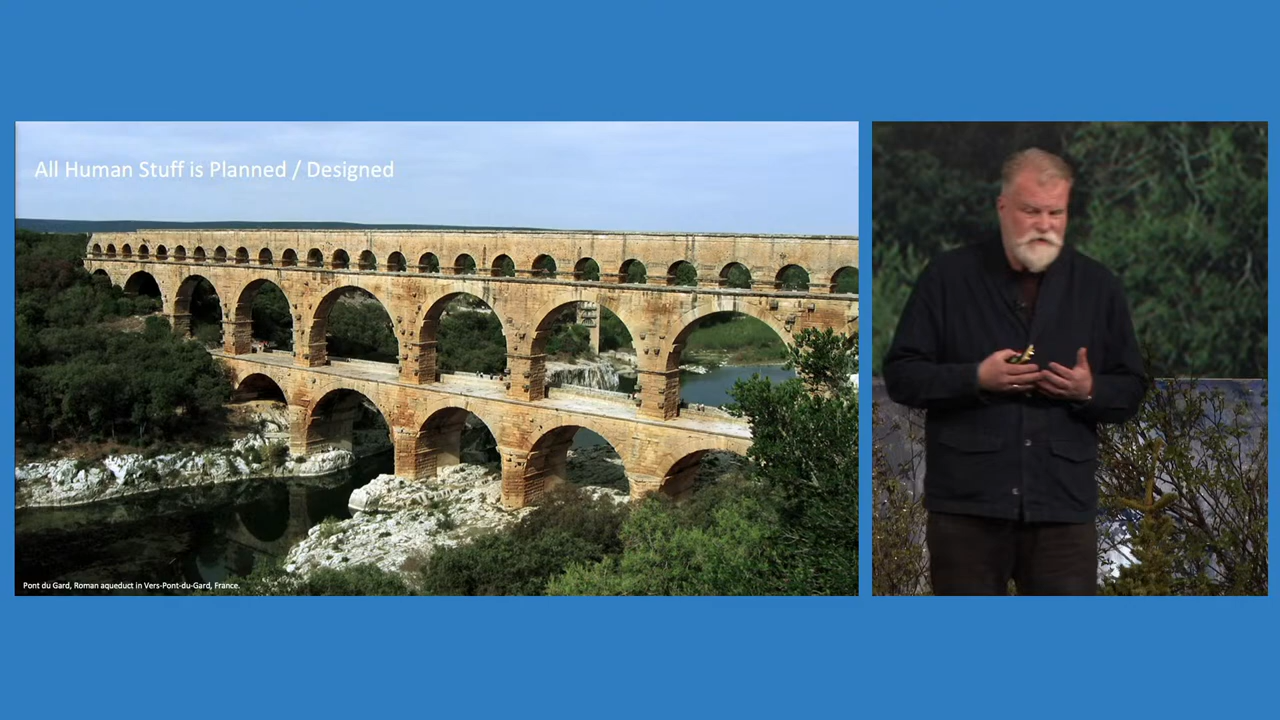 All Human Stuff is Planned / Designed
Pont du Gard, Roman aqueduct in Vers-Pont-du-Gard, France.